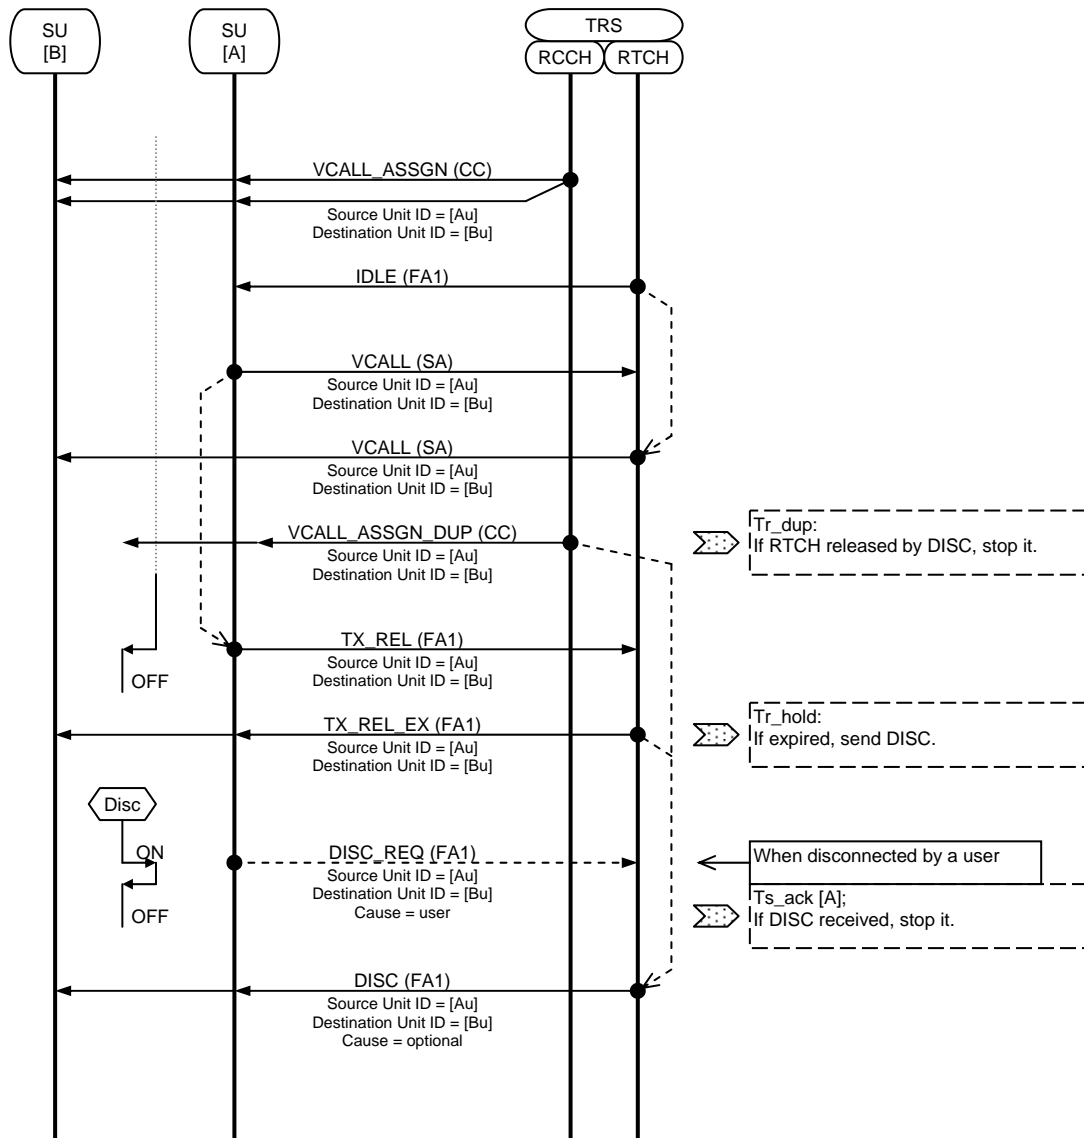 SU
[B]
SU
[A]
TRS
RCCH
RTCH
VCALL_ASSGN (CC)
Source Unit ID = [Au]
Destination Unit ID = [Bu]
IDLE (FA1)
VCALL (SA)
Source Unit ID = [Au]
Destination Unit ID = [Bu]
VCALL (SA)
Source Unit ID = [Au]
Destination Unit ID = [Bu]
VCALL_ASSGN_DUP (CC)
Source Unit ID = [Au]
Destination Unit ID = [Bu]
Tr_dup:
If RTCH released by DISC, stop it.
TX_REL (FA1)
Source Unit ID = [Au]
Destination Unit ID = [Bu]
OFF
TX_REL_EX (FA1)
Source Unit ID = [Au]
Destination Unit ID = [Bu]
Tr_hold:
If expired, send DISC.
Disc
ON
OFF
DISC_REQ (FA1)
Source Unit ID = [Au]
Destination Unit ID = [Bu]
Cause = user
When disconnected by a user
Ts_ack [A];
If DISC received, stop it.
DISC (FA1)
Source Unit ID = [Au]
Destination Unit ID = [Bu]
Cause = optional